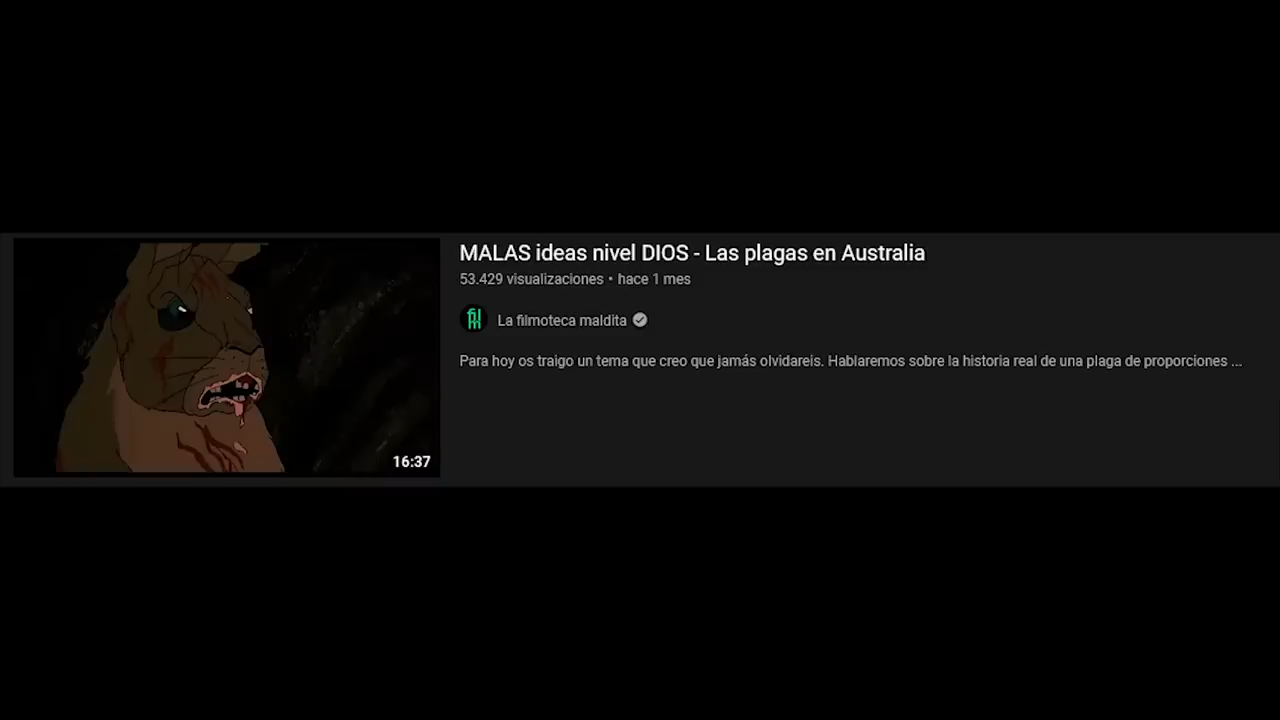 MALAS ideas nivel DIOS - Las plagas en Australia
53.429 visualizaciones • hace 1 mes
film
La filmoteca maldita
Para hoy os traigo un tema que creo que jamás olvidareis. Hablaremos sobre la historia real de una plaga de proporciones ...
16:37